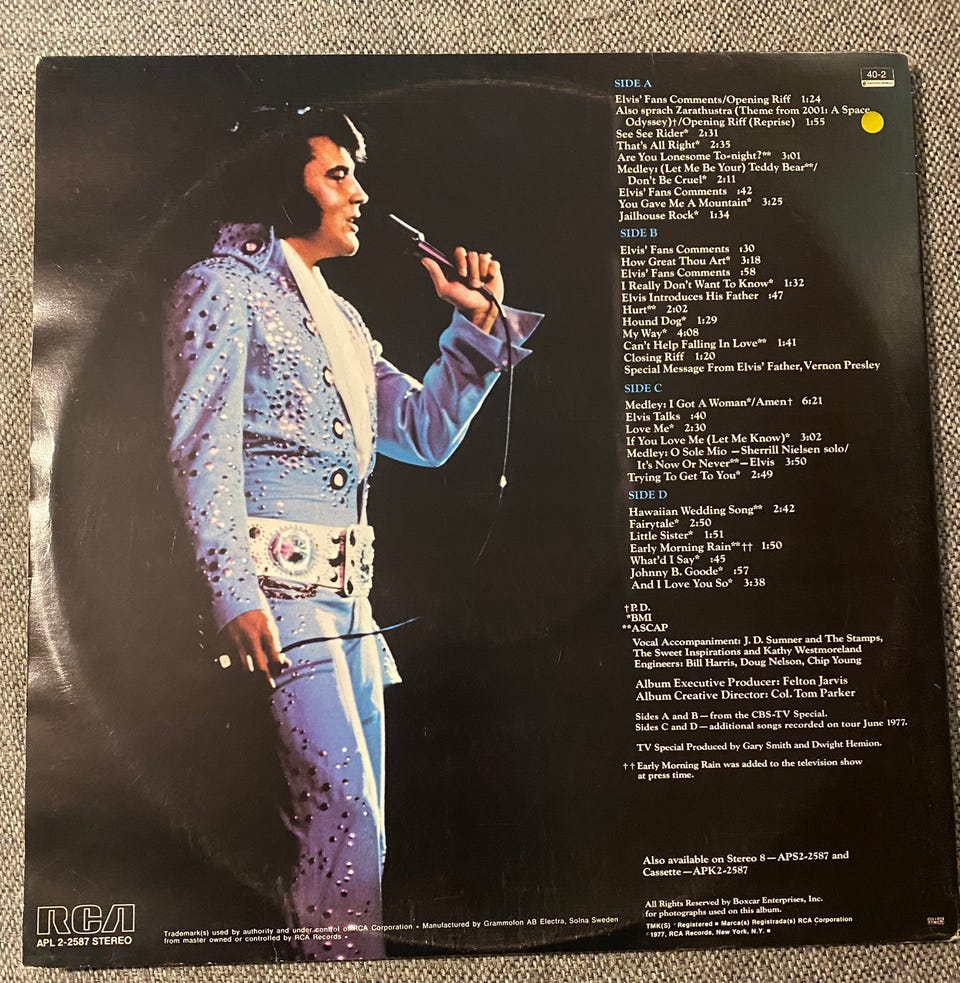 40-2
SIDE A
Elvis' Fans Comments/Opening Riff 1:24
Also sprach Zarathustra (Theme from 2001: A Space
Odyssey)†/Opening Riff (Reprise) 1:55
See See Rider* 2:31
That's All Right* 2:35
Are You Lonesome To-night?** 3:01
Medley: (Let Me Be Your) Teddy Bear**/
Don't Be Cruel* 2:11
Elvis' Fans Comments :42
You Gave Me A Mountain* 3:25
Jailhouse Rock* 1:34
SIDE B
Elvis' Fans Comments :30
How Great Thou Art* 3:18
Elvis' Fans Comments :58
I Really Don't Want To Know* 1:32
Elvis Introduces His Father :47
Hurt** 2:02
Hound Dog* 1:29
My Way* 4:08
Can't Help Falling In Love** 1:41
Closing Riff 1:20
Special Message From Elvis' Father, Vernon Presley
SIDE C
Medley: I Got A Woman*/Amen† 6:21
Elvis Talks :40
Love Me* 2:30
If You Love Me (Let Me Know)* 3:02
Medley: O Sole Mio —Sherrill Nielsen solo/
It's Now Or Never**—Elvis 3:50
Trying To Get To You* 2:49
SIDE D
Hawaiian Wedding Song** 2:42
Fairytale* 2:50
Little Sister* 1:51
Early Morning Rain**†† 1:50
What'd I Say* :45
Johnny B. Goode* :57
And I Love You So* 3:38
†P.D.
*BMI
**ASCAP
Vocal Accompaniment: J. D. Sumner and The Stamps,
The Sweet Inspirations and Kathy Westmoreland
Engineers: Bill Harris, Doug Nelson, Chip Young
Album Executive Producer: Felton Jarvis
Album Creative Director: Col. Tom Parker
Sides A and B—from the CBS-TV Special.
Sides C and D—additional songs recorded on tour June 1977.
TV Special Produced by Gary Smith and Dwight Hemion.
††Early Morning Rain was added to the television show
at press time.
Also available on Stereo 8—APS2-2587 and
Cassette—APK2-2587
All Rights Reserved by Boxcar Enterprises, Inc.
for photographs used on this album.
TMK(S) ® Registered • Marca(s) Registrada(s) RCA Corporation
©1977, RCA Records, New York, N.Y. •
RCA
APL 2-2587 STEREO
Trademark(s) used by authority and under control of RCA Corporation • Manufactured by Grammofon AB Electra, Solna Sweden
from master owned or controlled by RCA Records •